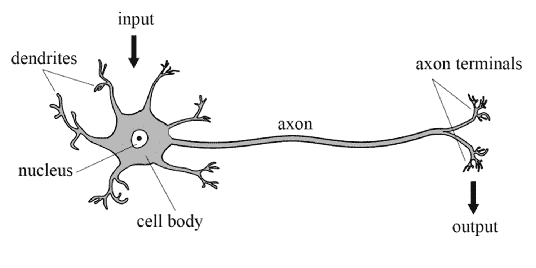 input
dendrites
axon terminals
axon
nucleus
cell body
output